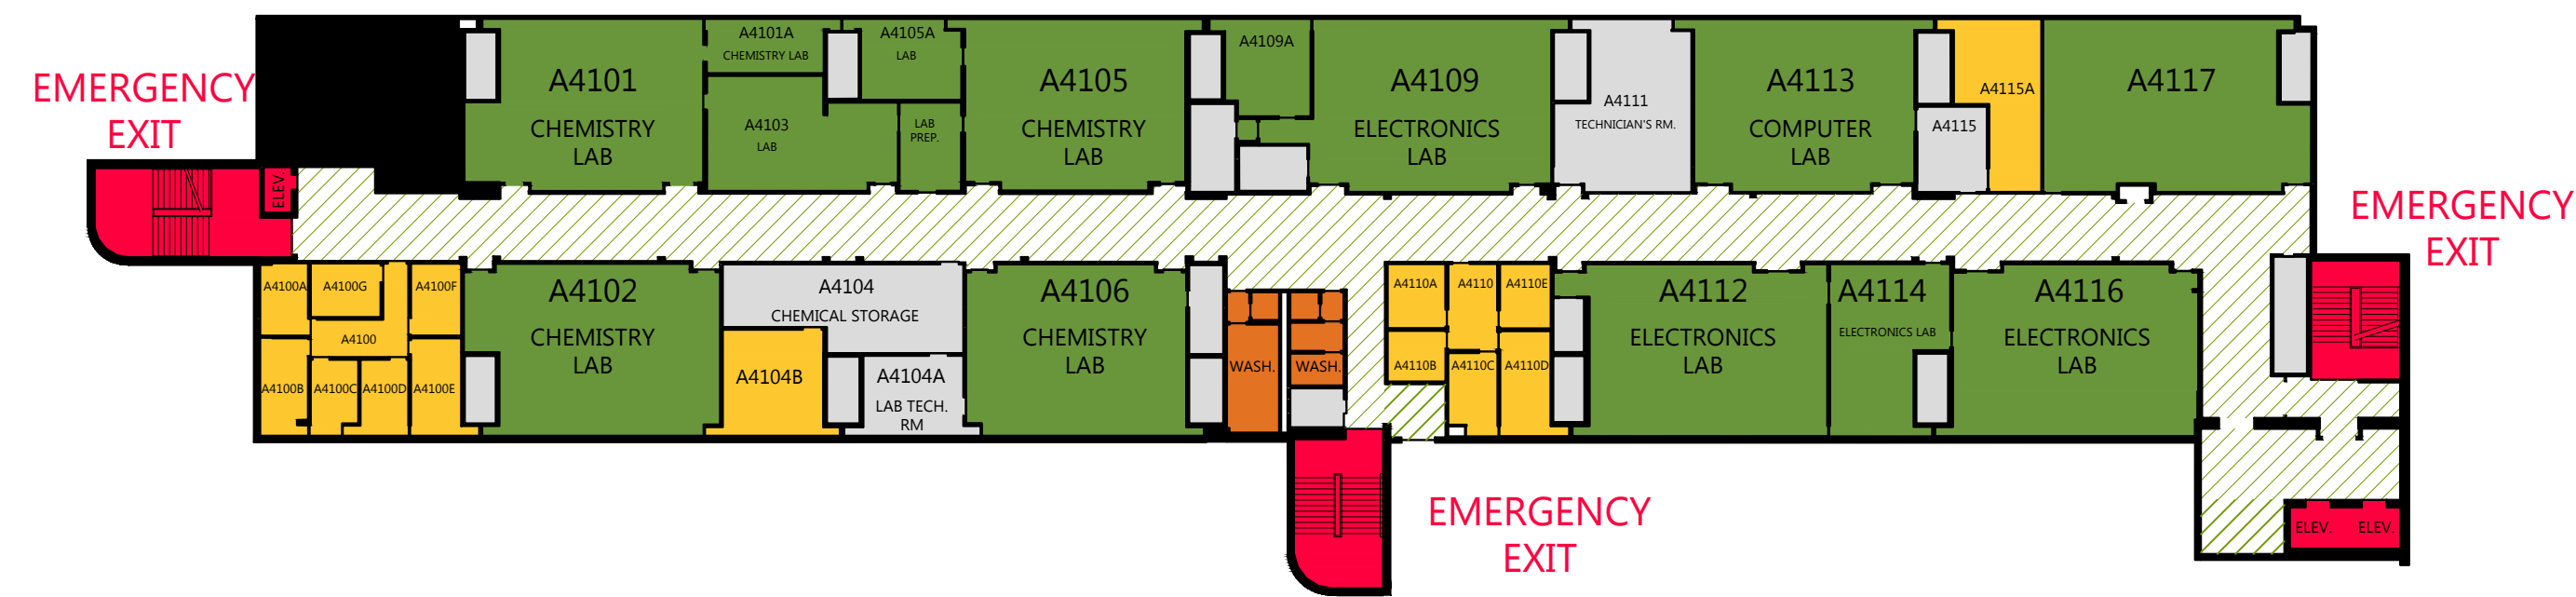 EMERGENCY
EXIT
ELEV.
A4101
CHEMISTRY
LAB
A4101A
CHEMISTRY LAB
A4103
LAB
A4105A
LAB
LAB
PREP.
A4105
CHEMISTRY
LAB
A4109A
A4109
ELECTRONICS
LAB
A4111
TECHNICIAN'S RM.
A4113
COMPUTER
LAB
A4115
A4115A
A4117
EMERGENCY
EXIT
A4100A
A4100G
A4100F
A4100
A4100B
A4100C
A4100D
A4100E
A4102
CHEMISTRY
LAB
A4104
CHEMICAL STORAGE
A4104B
A4104A
LAB TECH.
RM
A4106
CHEMISTRY
LAB
WASH.
WASH.
A4110A
A4110
A4110E
A4110B
A4110C
A4110D
A4112
ELECTRONICS
LAB
A4114
ELECTRONICS LAB
A4116
ELECTRONICS
LAB
EMERGENCY
EXIT
ELEV.
ELEV.